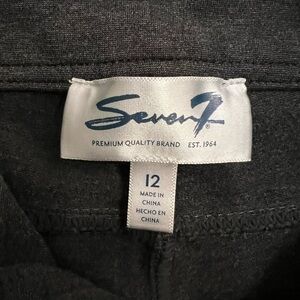 Seven7®
PREMIUM QUALITY BRAND EST. 1964
12
MADE IN
CHINA
HECHO EN
CHINA